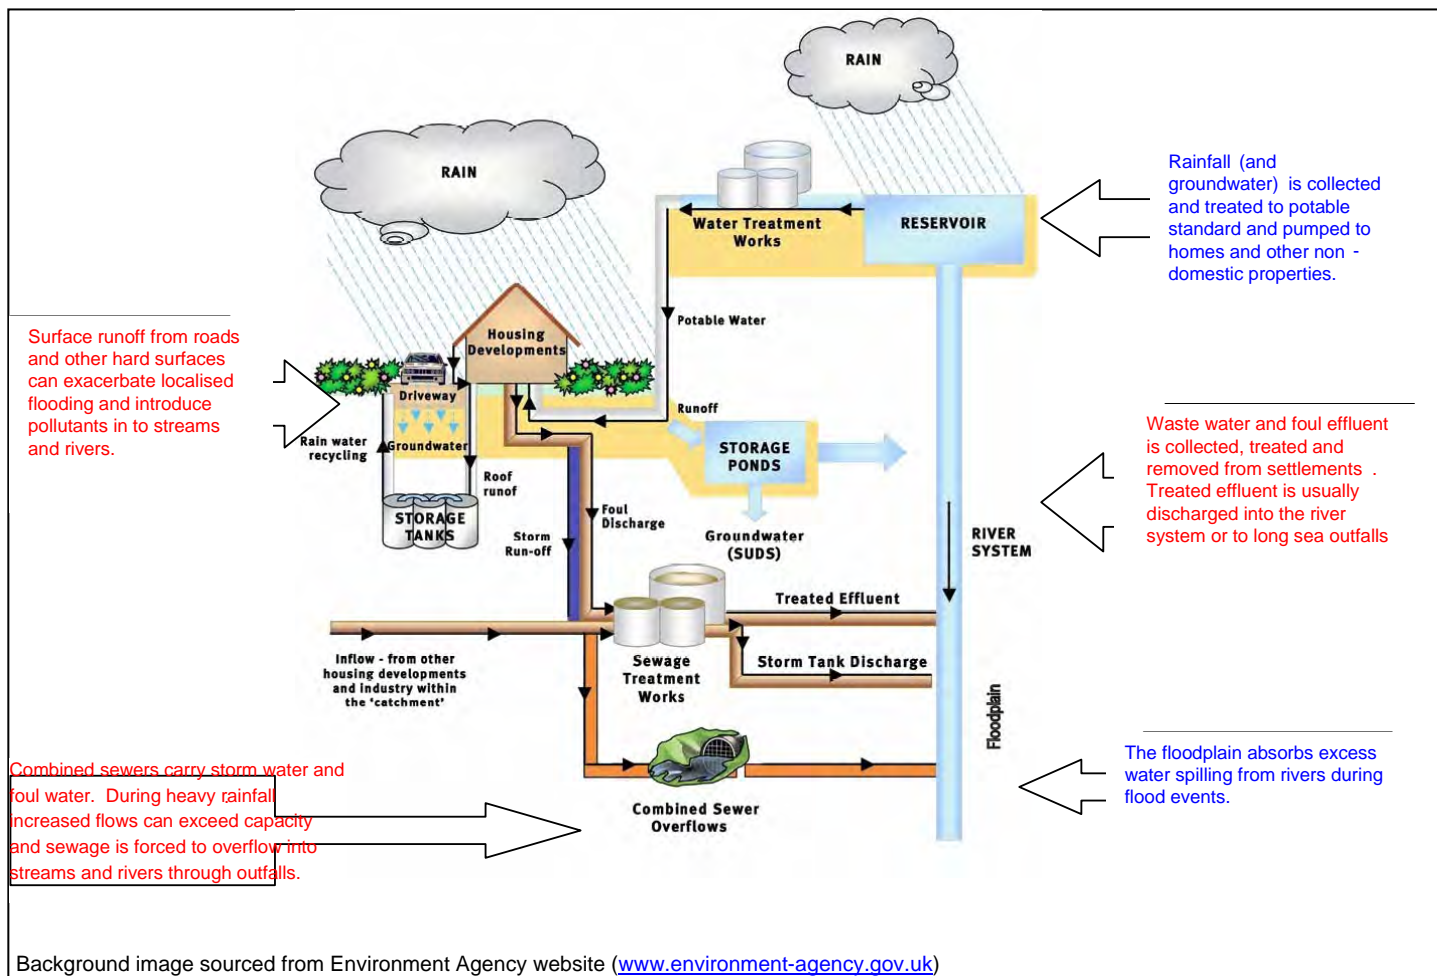 RAIN
RAIN
Rainfall (and
groundwater) is collected
and treated to potable
standard and pumped to
homes and other non -
domestic properties.
Water Treatment
Works
RESERVOIR
Surface runoff from roads
and other hard surfaces
can exacerbate localised
flooding and introduce
pollutants in to streams
and rivers.
Housing
Developments
Potable Water
Driveway
Groundwater
Rain water
recycling
Roof
runof
STORAGE
TANKS
Runoff
STORAGE
PONDS
Groundwater
(SUDS)
Foul
Discharge
Storm
Run-off
Waste water and foul effluent
is collected, treated and
removed from settlements .
Treated effluent is usually
discharged into the river
system or to long sea outfalls
RIVER
SYSTEM
Treated Effluent
Storm Tank Discharge
Sewage
Treatment
Works
Inflow - from other
housing developments
and industry within
the 'catchment'
Floodplain
The floodplain absorbs excess
water spilling from rivers during
flood events.
Combined sewers carry storm water and
foul water. During heavy rainfall
increased flows can exceed capacity
and sewage is forced to overflow into
streams and rivers through outfalls.
Combined Sewer
Overflows
Background image sourced from Environment Agency website (www.environment-agency.gov.uk)